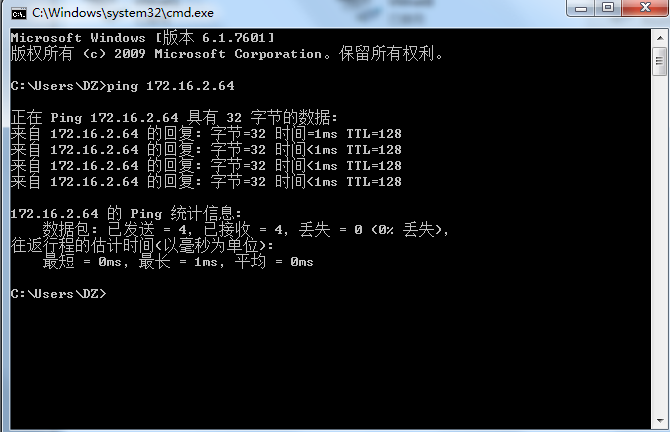 C:\Windows\system32\cmd.exe
Microsoft Windows [版本 6.1.7601]
版权所有 (c) 2009 Microsoft Corporation。保留所有权利。
C:\Users\DZ>ping 172.16.2.64
正在 Ping 172.16.2.64 具有 32 字节的数据:
来自 172.16.2.64 的回复: 字节=32 时间=1ms TTL=128
来自 172.16.2.64 的回复: 字节=32 时间<1ms TTL=128
来自 172.16.2.64 的回复: 字节=32 时间<1ms TTL=128
来自 172.16.2.64 的回复: 字节=32 时间<1ms TTL=128
172.16.2.64 的 Ping 统计信息:
数据包: 已发送 = 4, 已接收 = 4, 丢失 = 0 (0% 丢失),
往返行程的估计时间(以毫秒为单位):
最短 = 0ms, 最长 = 1ms, 平均 = 0ms
C:\Users\DZ>